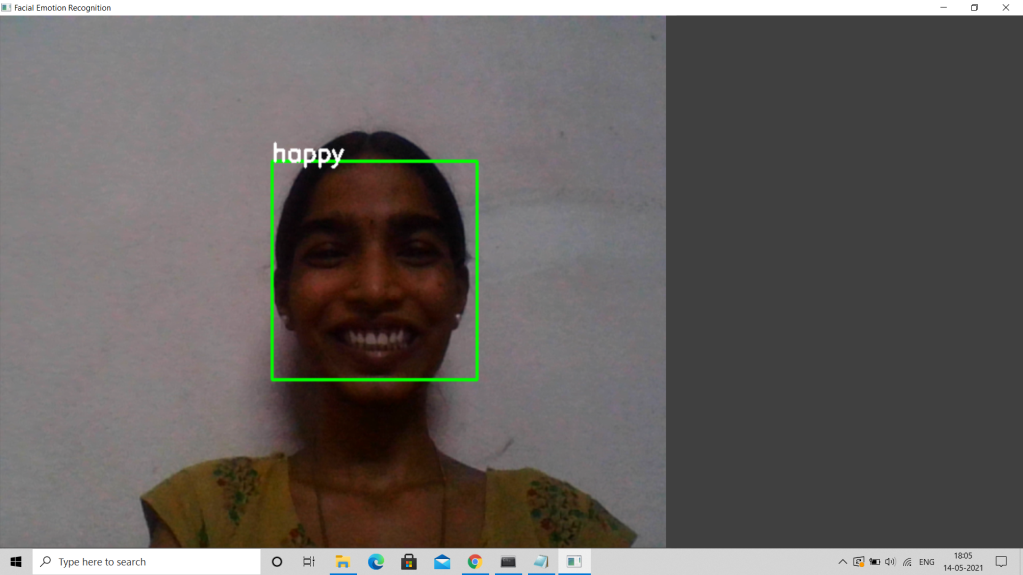 Facial Emotion Recognition
happy
Type here to search
ENG
18:05
14-05-2021